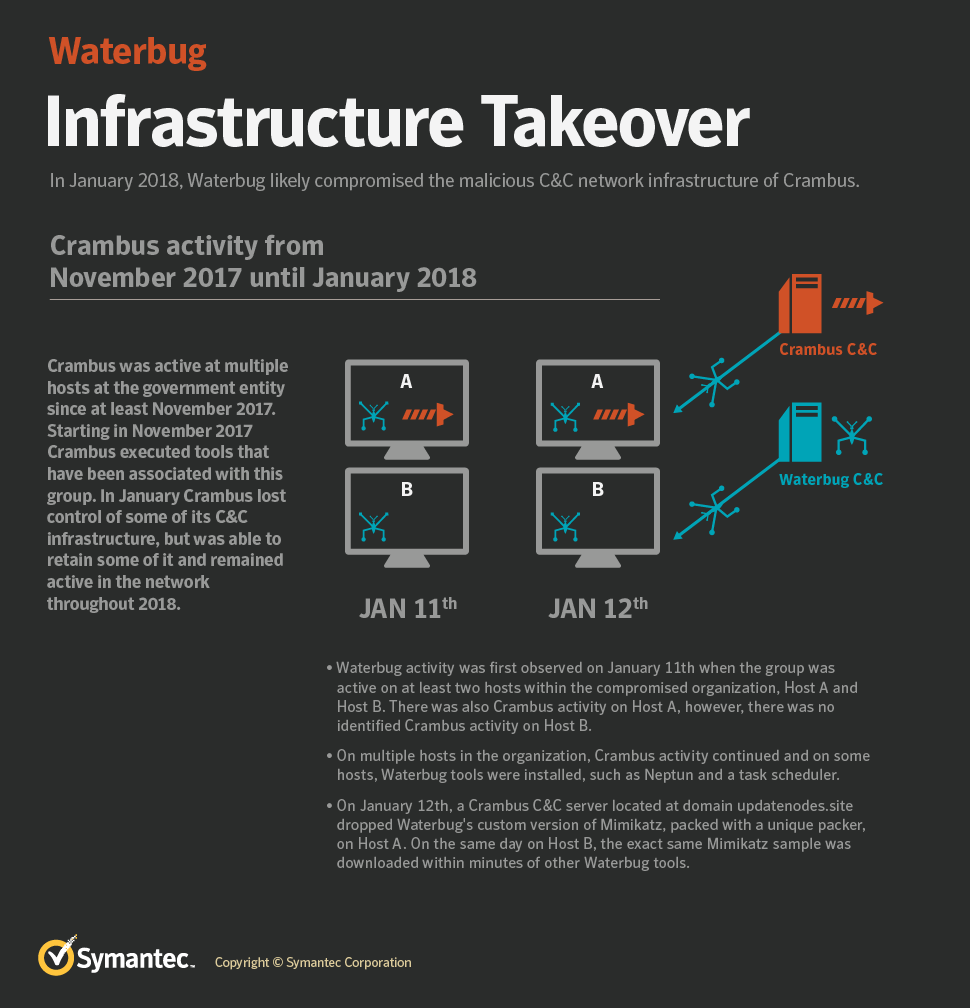 Waterbug
Infrastructure Takeover
In January 2018, Waterbug likely compromised the malicious C&C network infrastructure of Crambus.
Crambus activity from
November 2017 until January 2018
Crambus was active at multiple
hosts at the government entity
since at least November 2017.
Starting in November 2017
Crambus executed tools that
have been associated with this
group. In January Crambus lost
control of some of its C&C
infrastructure, but was able to
retain some of it and remained
active in the network
throughout 2018.
A
B
JAN 11th
A
B
JAN 12th
Crambus C&C
Waterbug C&C
• Waterbug activity was first observed on January 11th when the group was
active on at least two hosts within the compromised organization, Host A and
Host B. There was also Crambus activity on Host A, however, there was no
identified Crambus activity on Host B.
• On multiple hosts in the organization, Crambus activity continued and on some
hosts, Waterbug tools were installed, such as Neptun and a task scheduler.
• On January 12th, a Crambus C&C server located at domain updatenodes.site
dropped Waterbug's custom version of Mimikatz, packed with a unique packer,
on Host A. On the same day on Host B, the exact same Mimikatz sample was
downloaded within minutes of other Waterbug tools.
Symantec™
Copyright © Symantec Corporation